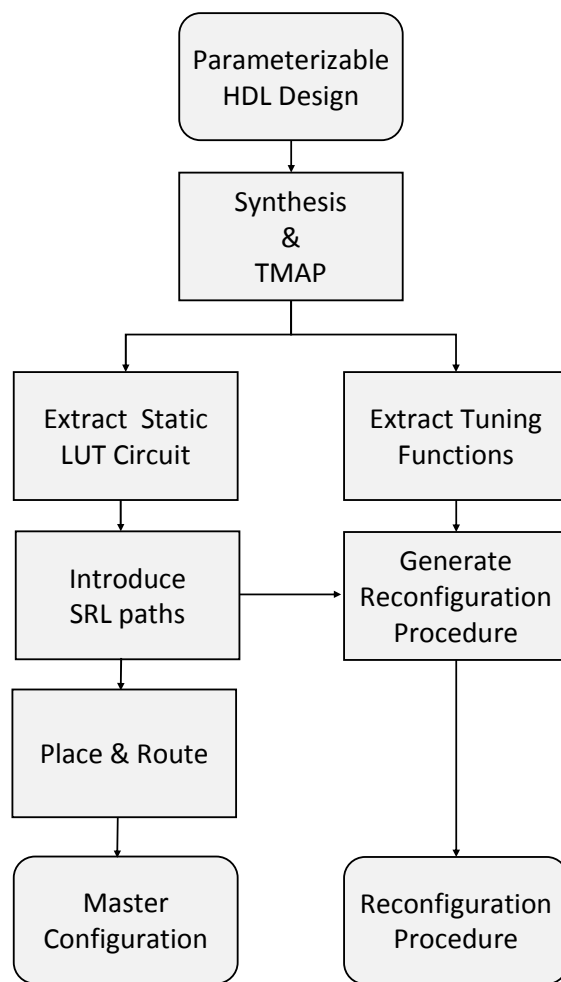 Parameterizable
HDL Design
Synthesis
&
TMAP
Extract Static
LUT Circuit
Extract Tuning
Functions
Introduce
SRL paths
Generate
Reconfiguration
Procedure
Place & Route
Master
Configuration
Reconfiguration
Procedure